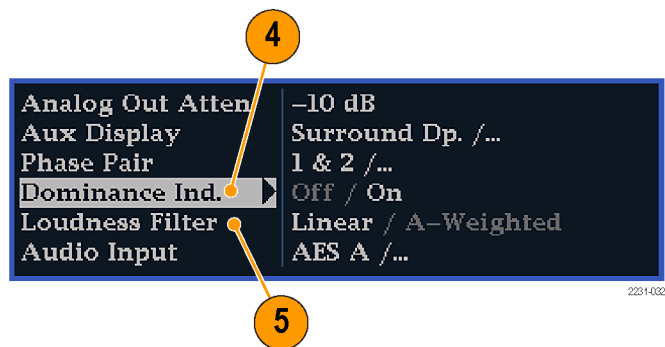 4
Analog Out Atten –10 dB
Aux Display Surround Dp. /...
Phase Pair 1 & 2 /...
Dominance Ind. Off / On
Loudness Filter Linear / A–Weighted
Audio Input AES A /...
2231-032
5